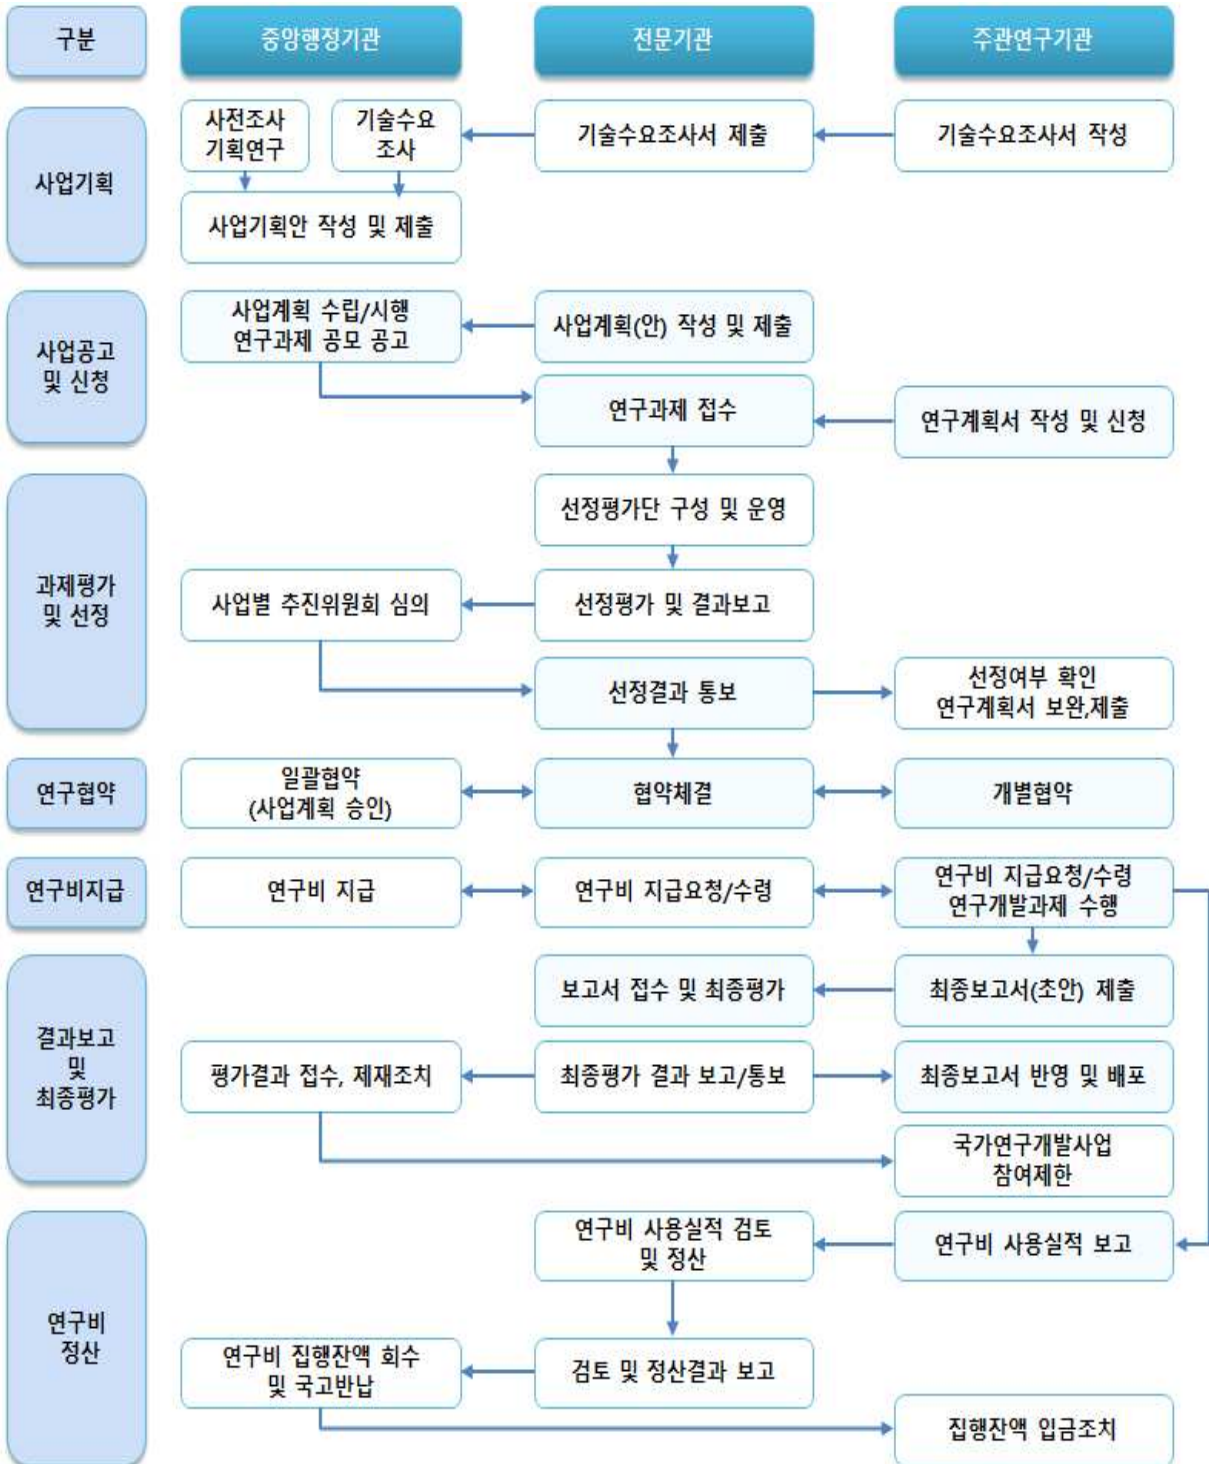 구분
중앙행정기관
전문기관
주관연구기관
사업기획
사전조사
기획연구
기술수요
조사
기술수요조사서 제출
기술수요조사서 작성
사업기획안 작성 및 제출
사업공고
및 신청
사업계획 수립/시행
연구과제 공모 공고
사업계획(안) 작성 및 제출
연구과제 접수
연구계획서 작성 및 신청
과제평가
및 선정
선정평가단 구성 및 운영
사업별 추진위원회 심의
선정평가 및 결과보고
선정결과 통보
선정여부 확인
연구계획서 보완,제출
연구협약
일괄협약
(사업계획 승인)
협약체결
개별협약
연구비지급
연구비 지급
연구비 지급요청/수령
연구비 지급요청/수령
연구개발과제 수행
결과보고
및
최종평가
보고서 접수 및 최종평가
최종보고서(초안) 제출
평가결과 접수, 제재조치
최종평가 결과 보고/통보
최종보고서 반영 및 배포
국가연구개발사업
참여제한
연구비
정산
연구비 사용실적 검토
및 정산
연구비 사용실적 보고
연구비 집행잔액 회수
및 국고반납
검토 및 정산결과 보고
집행잔액 입금조치